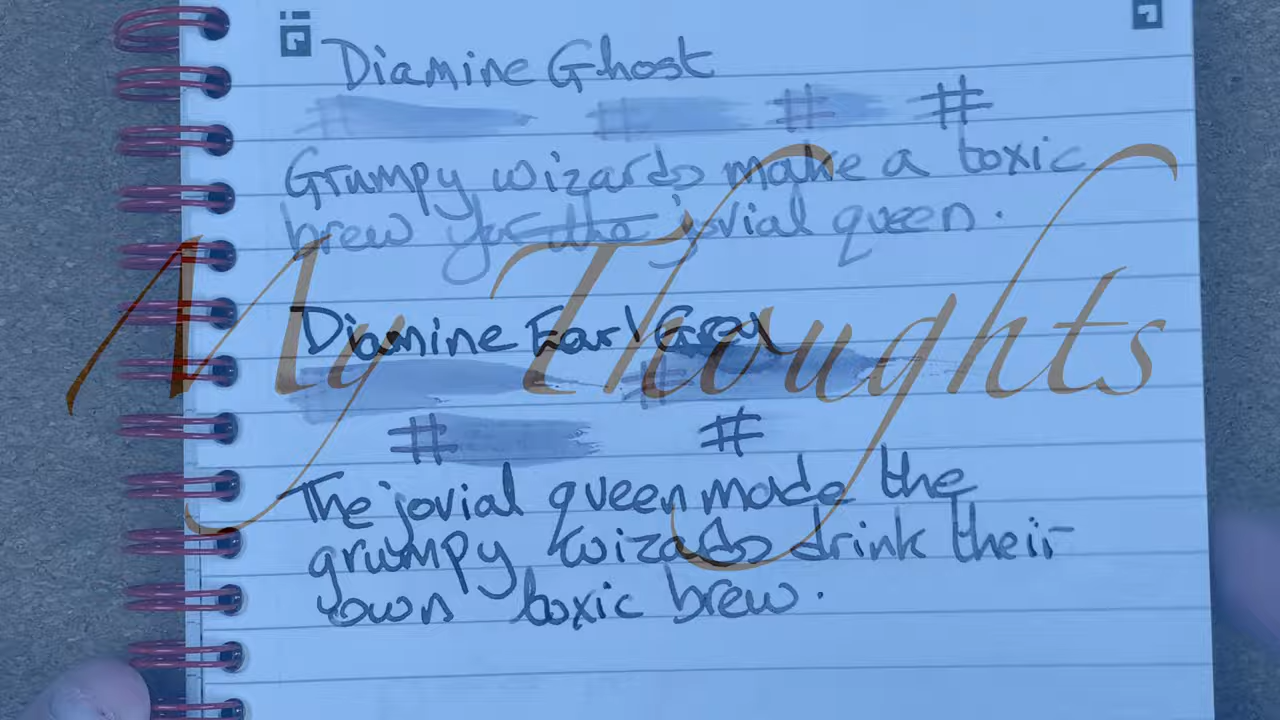 Diamine Ghost
# # # #
Grumpy wizards make a toxic
brew for the jovial queen.
My Thoughts
Diamine Earl Grey
# #
# #
The jovial queen made the
grumpy wizards drink their
own toxic brew.